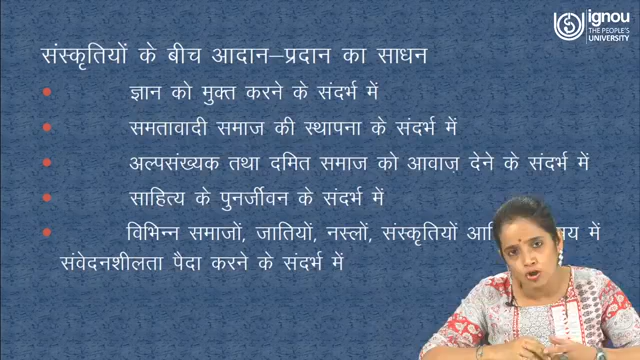 ignou
THE PEOPLE'S
UNIVERSITY
संस्कृतियों के बीच आदान–प्रदान का साधन
ज्ञान को मुक्त करने के संदर्भ में
समतावादी समाज की स्थापना के संदर्भ में
अल्पसंख्यक तथा दमित समाज को आवाज़ देने के संदर्भ में
साहित्य के पुनर्जीवन के संदर्भ में
विभिन्न समाजों, जातियों, नस्लों, संस्कृतियों में
संवेदनशीलता पैदा करने के संदर्भ में